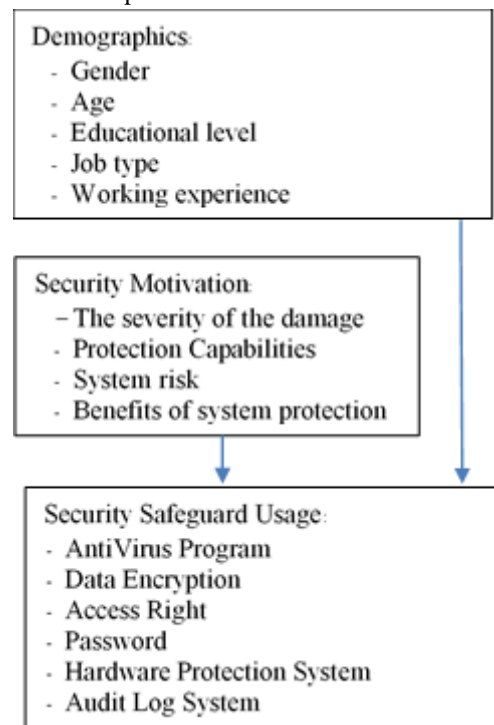 Demographics:
- Gender
- Age
- Educational level
- Job type
- Working experience
Security Motivation:
- The severity of the damage
- Protection Capabilities
- System risk
- Benefits of system protection
Security Safeguard Usage:
- AntiVirus Program
- Data Encryption
- Access Right
- Password
- Hardware Protection System
- Audit Log System